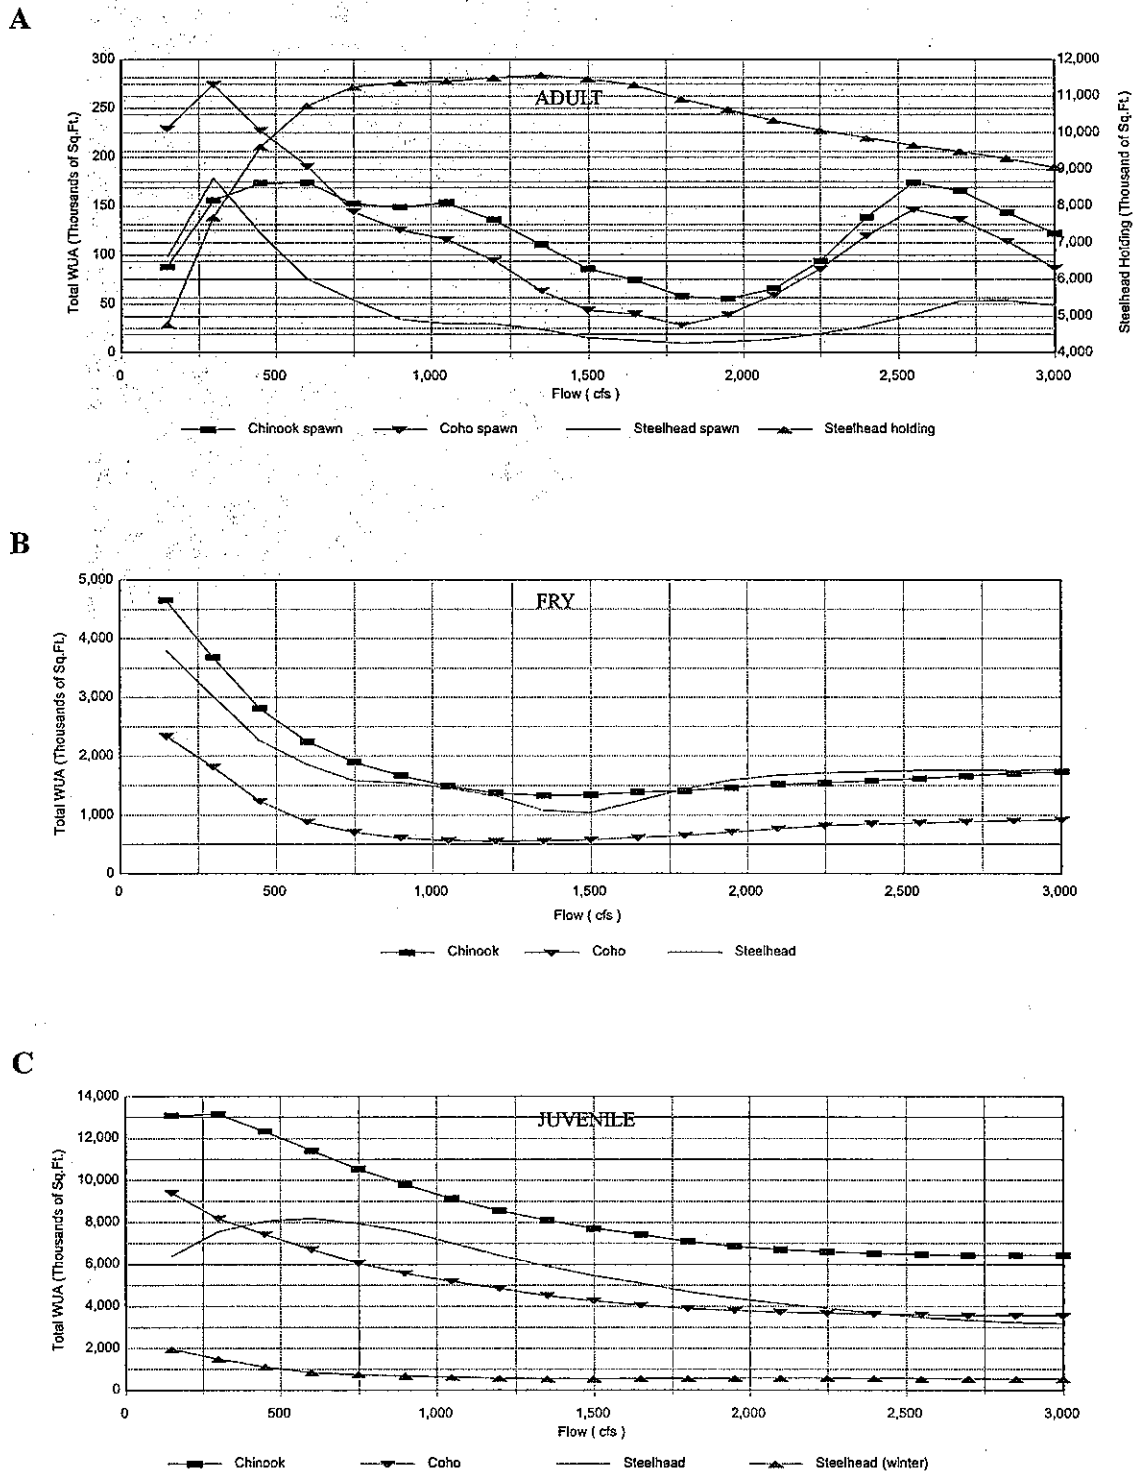 A
300
250
200
150
100
50
0
Total WUA (Thousands of Sq.Ft.)
ADULT
12,000
11,000
10,000
9,000
8,000
7,000
6,000
5,000
4,000
Steelhead Holding (Thousand of Sq.Ft.)
0 500 1,000 1,500 2,000 2,500 3,000
Flow ( cfs )
Chinook spawn Coho spawn Steelhead spawn Steelhead holding
B
5,000
4,000
3,000
2,000
1,000
0
Total WUA (Thousands of Sq.Ft.)
FRY
0 500 1,000 1,500 2,000 2,500 3,000
Flow ( cfs )
Chinook Coho Steelhead
C
14,000
12,000
10,000
8,000
6,000
4,000
2,000
0
Total WUA (Thousands of Sq.Ft.)
JUVENILE
0 500 1,000 1,500 2,000 2,500 3,000
Flow ( cfs )
Chinook Coho Steelhead Steelhead (winter)